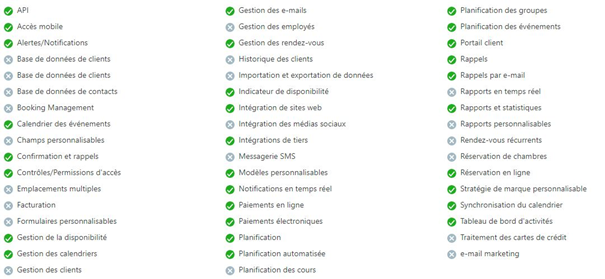 API
Accès mobile
Alertes/Notifications
Base de données de clients
Base de données de clients
Base de données de contacts
Booking Management
Calendrier des événements
Champs personnalisables
Confirmation et rappels
Contrôles/Permissions d'accès
Emplacements multiples
Facturation
Formulaires personnalisables
Gestion de la disponibilité
Gestion des calendriers
Gestion des clients
Gestion des e-mails
Gestion des employés
Gestion des rendez-vous
Historique des clients
Importation et exportation de données
Indicateur de disponibilité
Intégration de sites web
Intégration des médias sociaux
Intégrations de tiers
Messagerie SMS
Modèles personnalisables
Notifications en temps réel
Paiements en ligne
Paiements électroniques
Planification
Planification automatisée
Planification des cours
Planification des groupes
Planification des événements
Portail client
Rappels
Rappels par e-mail
Rapports en temps réel
Rapports et statistiques
Rapports personnalisables
Rendez-vous récurrents
Réservation de chambres
Réservation en ligne
Stratégie de marque personnalisable
Synchronisation du calendrier
Tableau de bord d'activités
Traitement des cartes de crédit
e-mail marketing